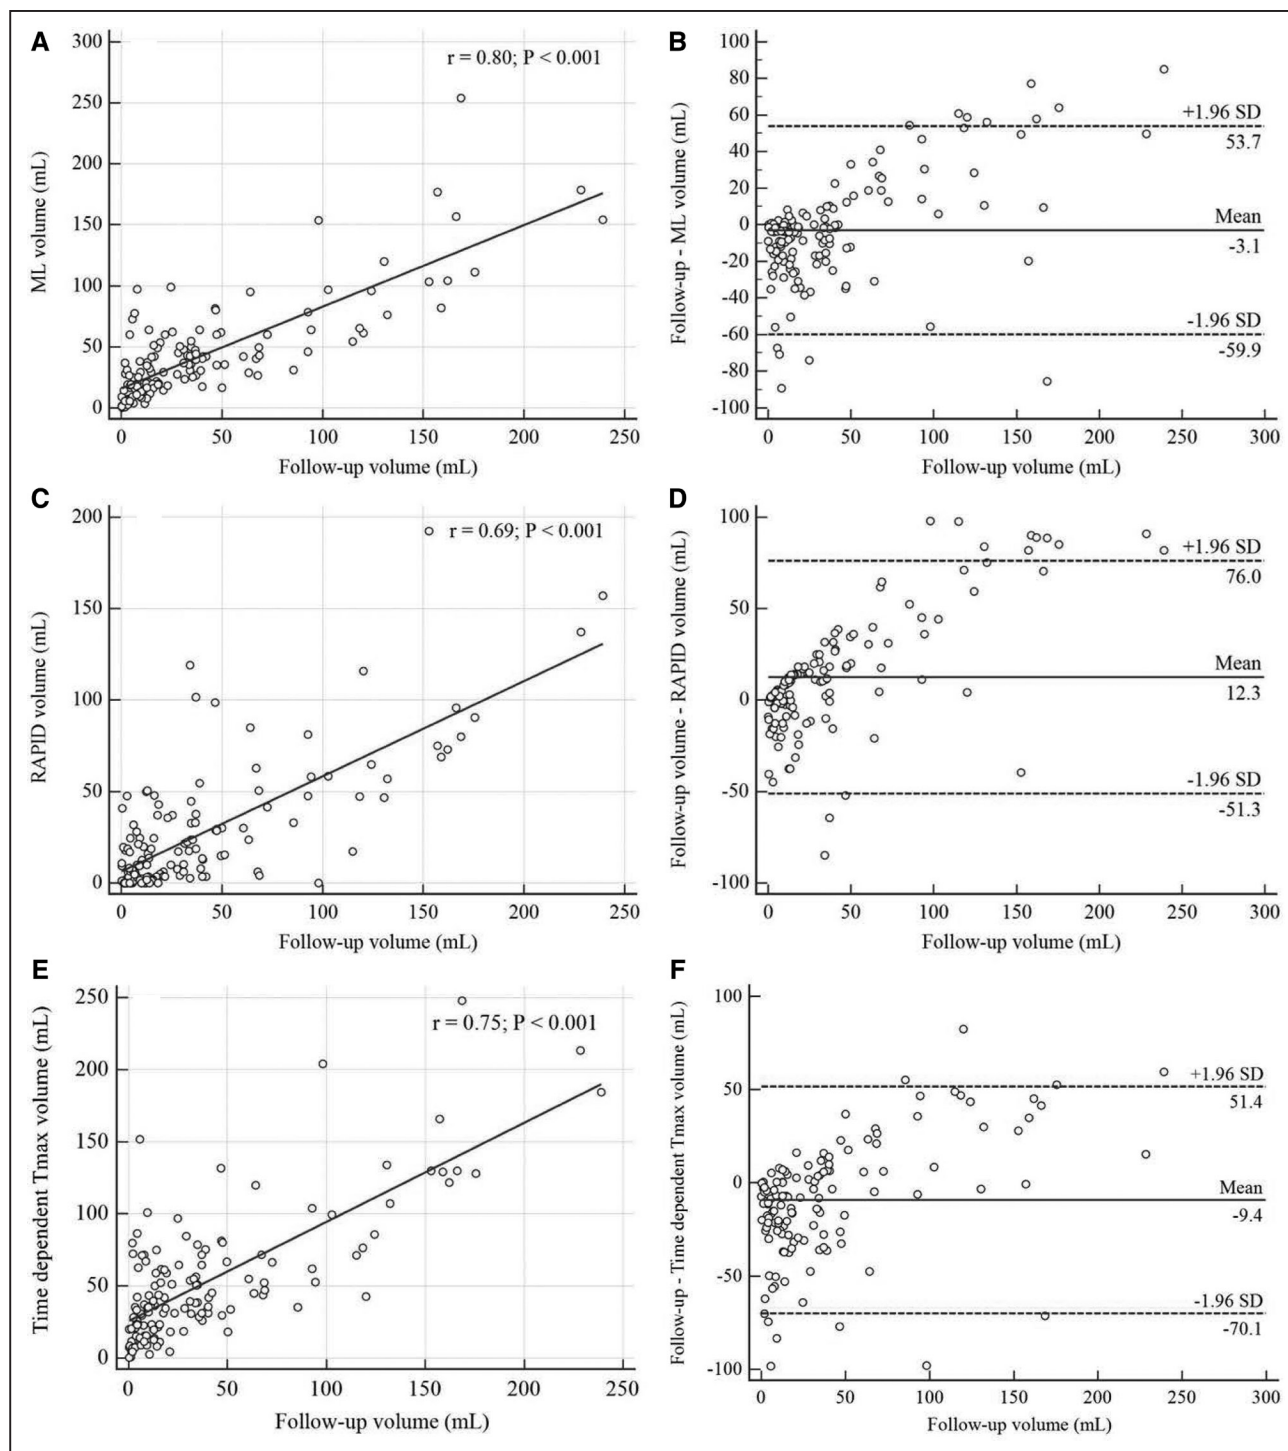 A
r = 0.80; P < 0.001
ML volume (mL)
300
250
200
150
100
50
0
0 50 100 150 200 250
Follow-up volume (mL)
B
Follow-up - ML volume (mL)
100
80
60
40
20
0
-20
-40
-60
-80
-100
+1.96 SD
53.7
Mean
-3.1
-1.96 SD
-59.9
0 50 100 150 200 250 300
Follow-up volume (mL)
C
r = 0.69; P < 0.001
RAPID volume (mL)
200
150
100
50
0
0 50 100 150 200 250
Follow-up volume (mL)
D
Follow-up volume - RAPID volume (mL)
100
50
0
-50
-100
+1.96 SD
76.0
Mean
12.3
-1.96 SD
-51.3
0 50 100 150 200 250 300
Follow-up volume (mL)
E
r = 0.75; P < 0.001
Time dependent Tmax volume (mL)
250
200
150
100
50
0
0 50 100 150 200 250
Follow-up volume (mL)
F
Follow-up - Time dependent Tmax volume (mL)
100
50
0
-50
-100
+1.96 SD
51.4
Mean
-9.4
-1.96 SD
-70.1
0 50 100 150 200 250 300
Follow-up volume (mL)